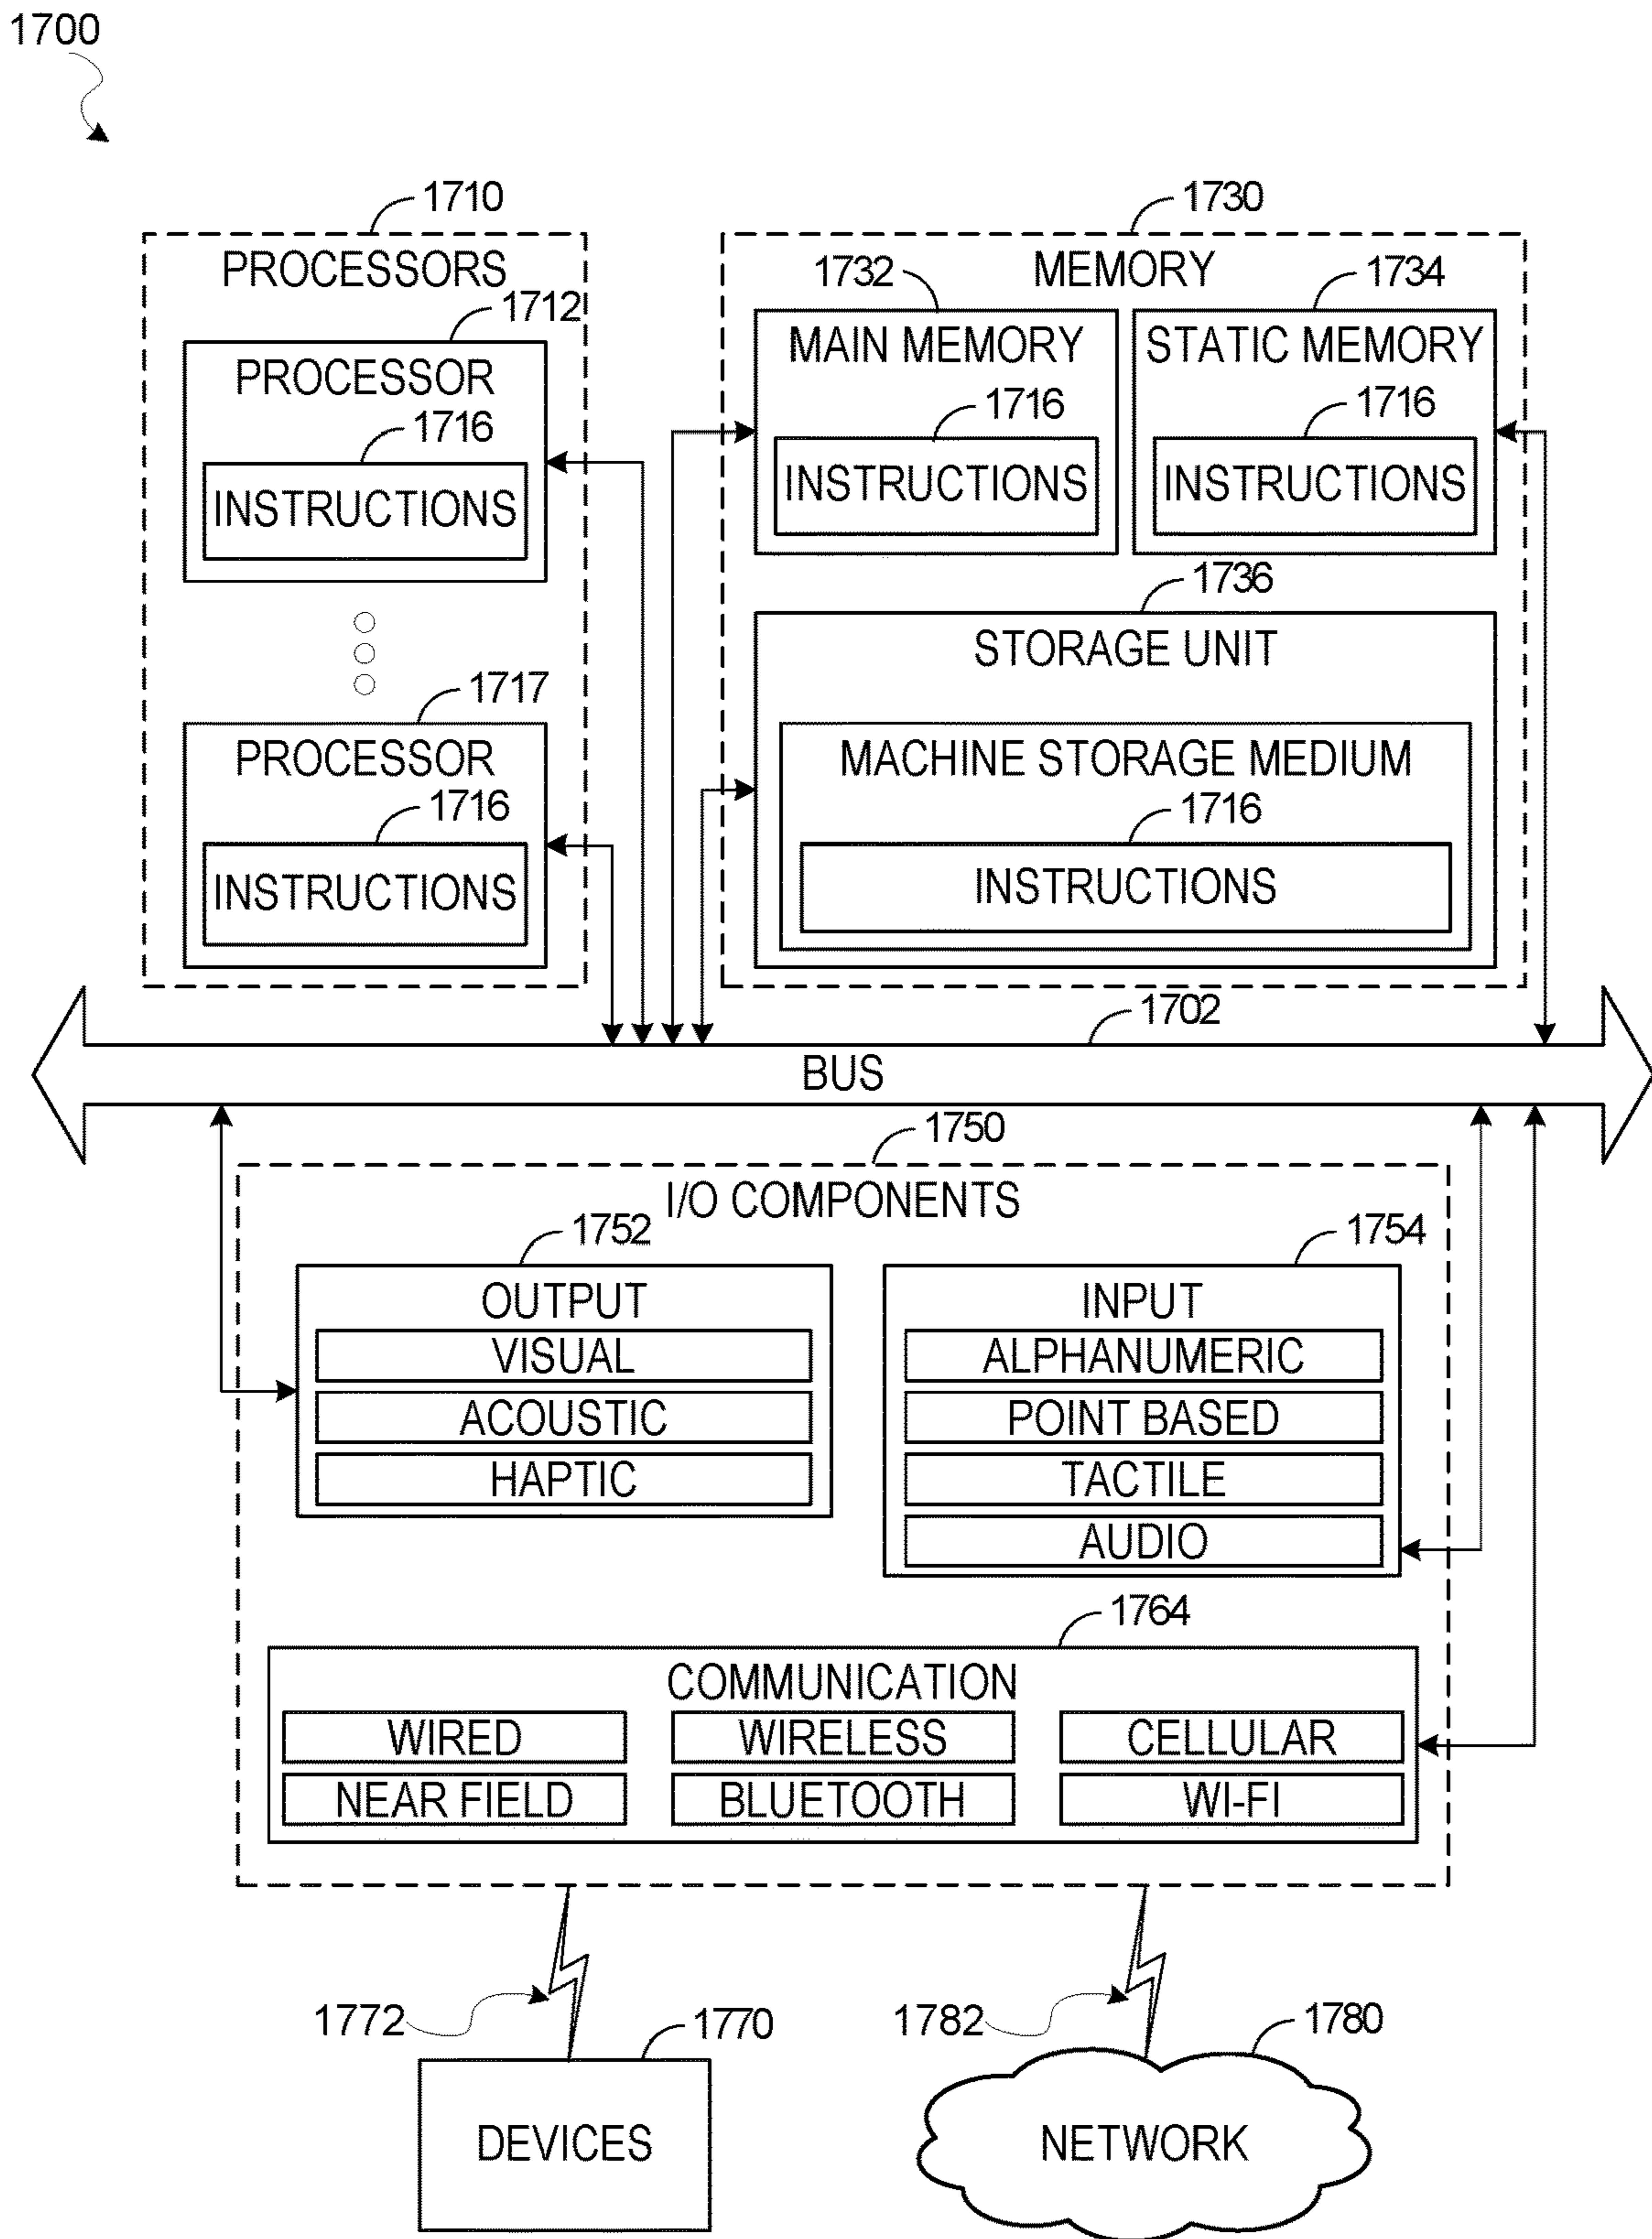 1700
1710
PROCESSORS
1712
PROCESSOR
1716
INSTRUCTIONS
1717
PROCESSOR
1716
INSTRUCTIONS
1730
MEMORY
1732
MAIN MEMORY
1716
INSTRUCTIONS
1734
STATIC MEMORY
1716
INSTRUCTIONS
1736
STORAGE UNIT
MACHINE STORAGE MEDIUM
1716
INSTRUCTIONS
1702
BUS
1750
I/O COMPONENTS
1752
OUTPUT
VISUAL
ACOUSTIC
HAPTIC
1754
INPUT
ALPHANUMERIC
POINT BASED
TACTILE
AUDIO
1764
COMMUNICATION
WIRED
WIRELESS
CELLULAR
NEAR FIELD
BLUETOOTH
WI-FI
1772
1770
DEVICES
1782
1780
NETWORK